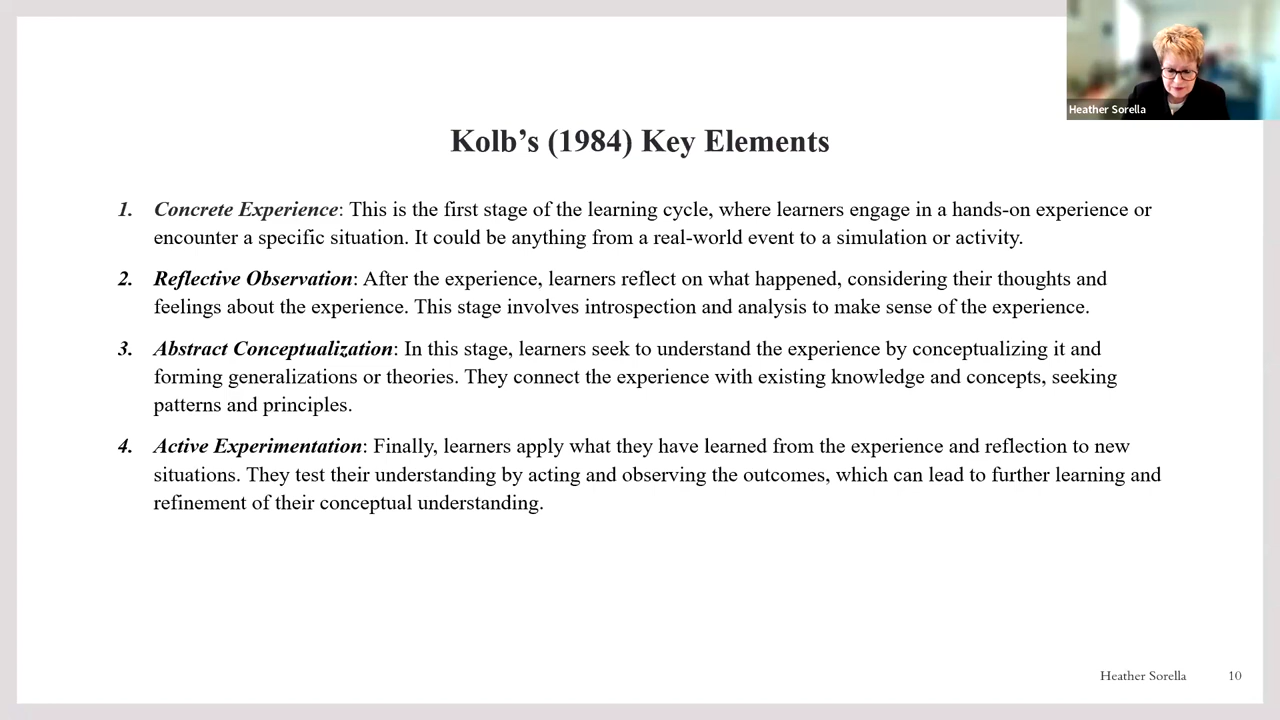 Heather Sorella
Kolb’s (1984) Key Elements
1. Concrete Experience: This is the first stage of the learning cycle, where learners engage in a hands-on experience or
encounter a specific situation. It could be anything from a real-world event to a simulation or activity.
2. Reflective Observation: After the experience, learners reflect on what happened, considering their thoughts and
feelings about the experience. This stage involves introspection and analysis to make sense of the experience.
3. Abstract Conceptualization: In this stage, learners seek to understand the experience by conceptualizing it and
forming generalizations or theories. They connect the experience with existing knowledge and concepts, seeking
patterns and principles.
4. Active Experimentation: Finally, learners apply what they have learned from the experience and reflection to new
situations. They test their understanding by acting and observing the outcomes, which can lead to further learning and
refinement of their conceptual understanding.
Heather Sorella 10